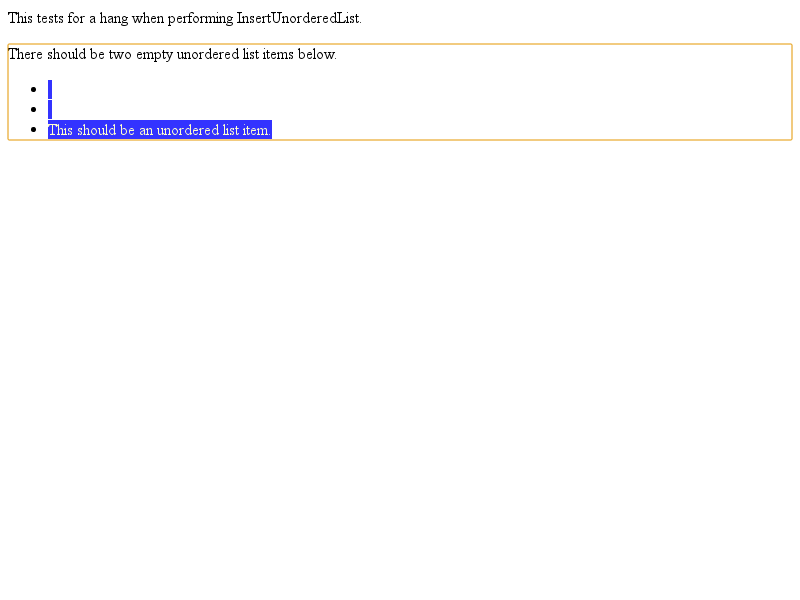 This tests for a hang when performing InsertUnorderedList.
There should be two empty unordered list items below.
This should be an unordered list item.